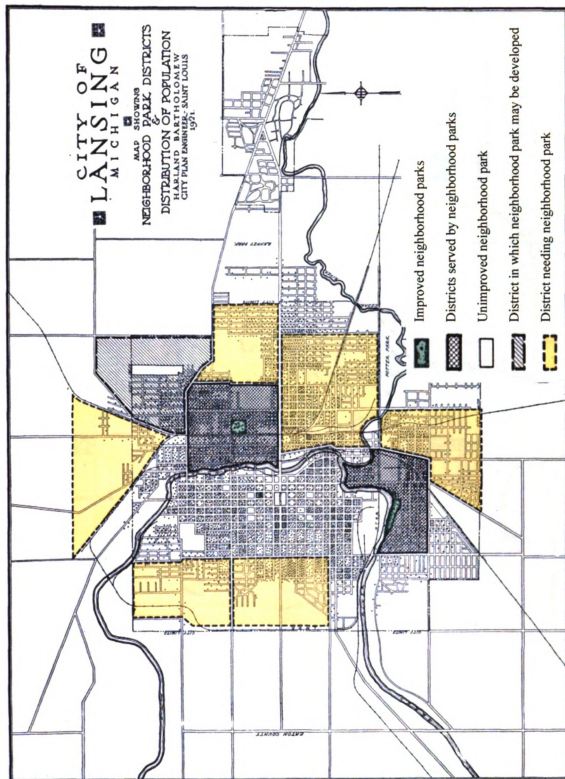 CITY OF
LANSING
MICHIGAN
MAP SHOWING
NEIGHBORHOOD PARK DISTRICTS
&
DISTRIBUTION OF POPULATION
HARLAND BARTHOLOMEW
CITY PLAN ENGINEER - SAINT LOUIS
1921.
BANCROFT PARK
POTTER PARK
CITY LIMITS
CITY LIMITS
EATON COUNTY
Improved neighborhood parks
Districts served by neighborhood parks
Unimproved neighborhood park
District in which neighborhood park may be developed
District needing neighborhood park